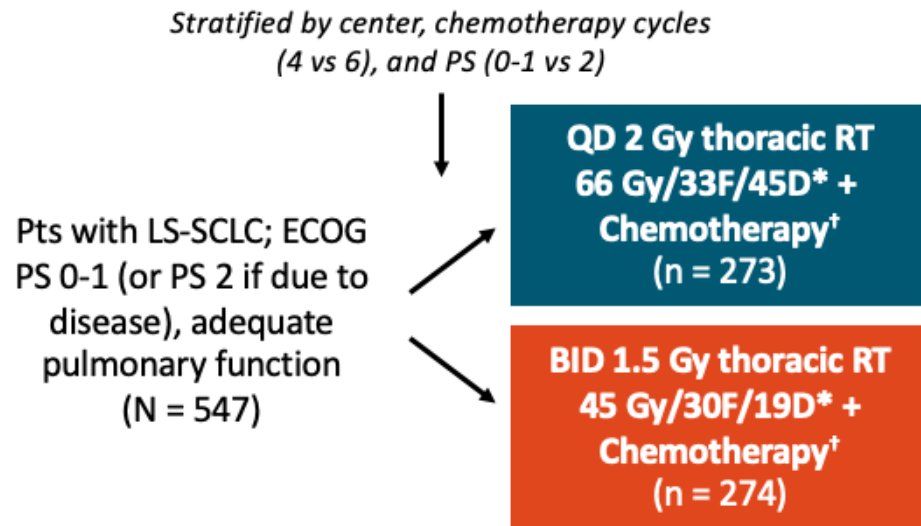 Stratified by center, chemotherapy cycles
(4 vs 6), and PS (0-1 vs 2)
Pts with LS-SCLC; ECOG
PS 0-1 (or PS 2 if due to
disease), adequate
pulmonary function
(N = 547)
QD 2 Gy thoracic RT
66 Gy/33F/45D* +
Chemotherapy†
(n = 273)
BID 1.5 Gy thoracic RT
45 Gy/30F/19D* +
Chemotherapy†
(n = 274)